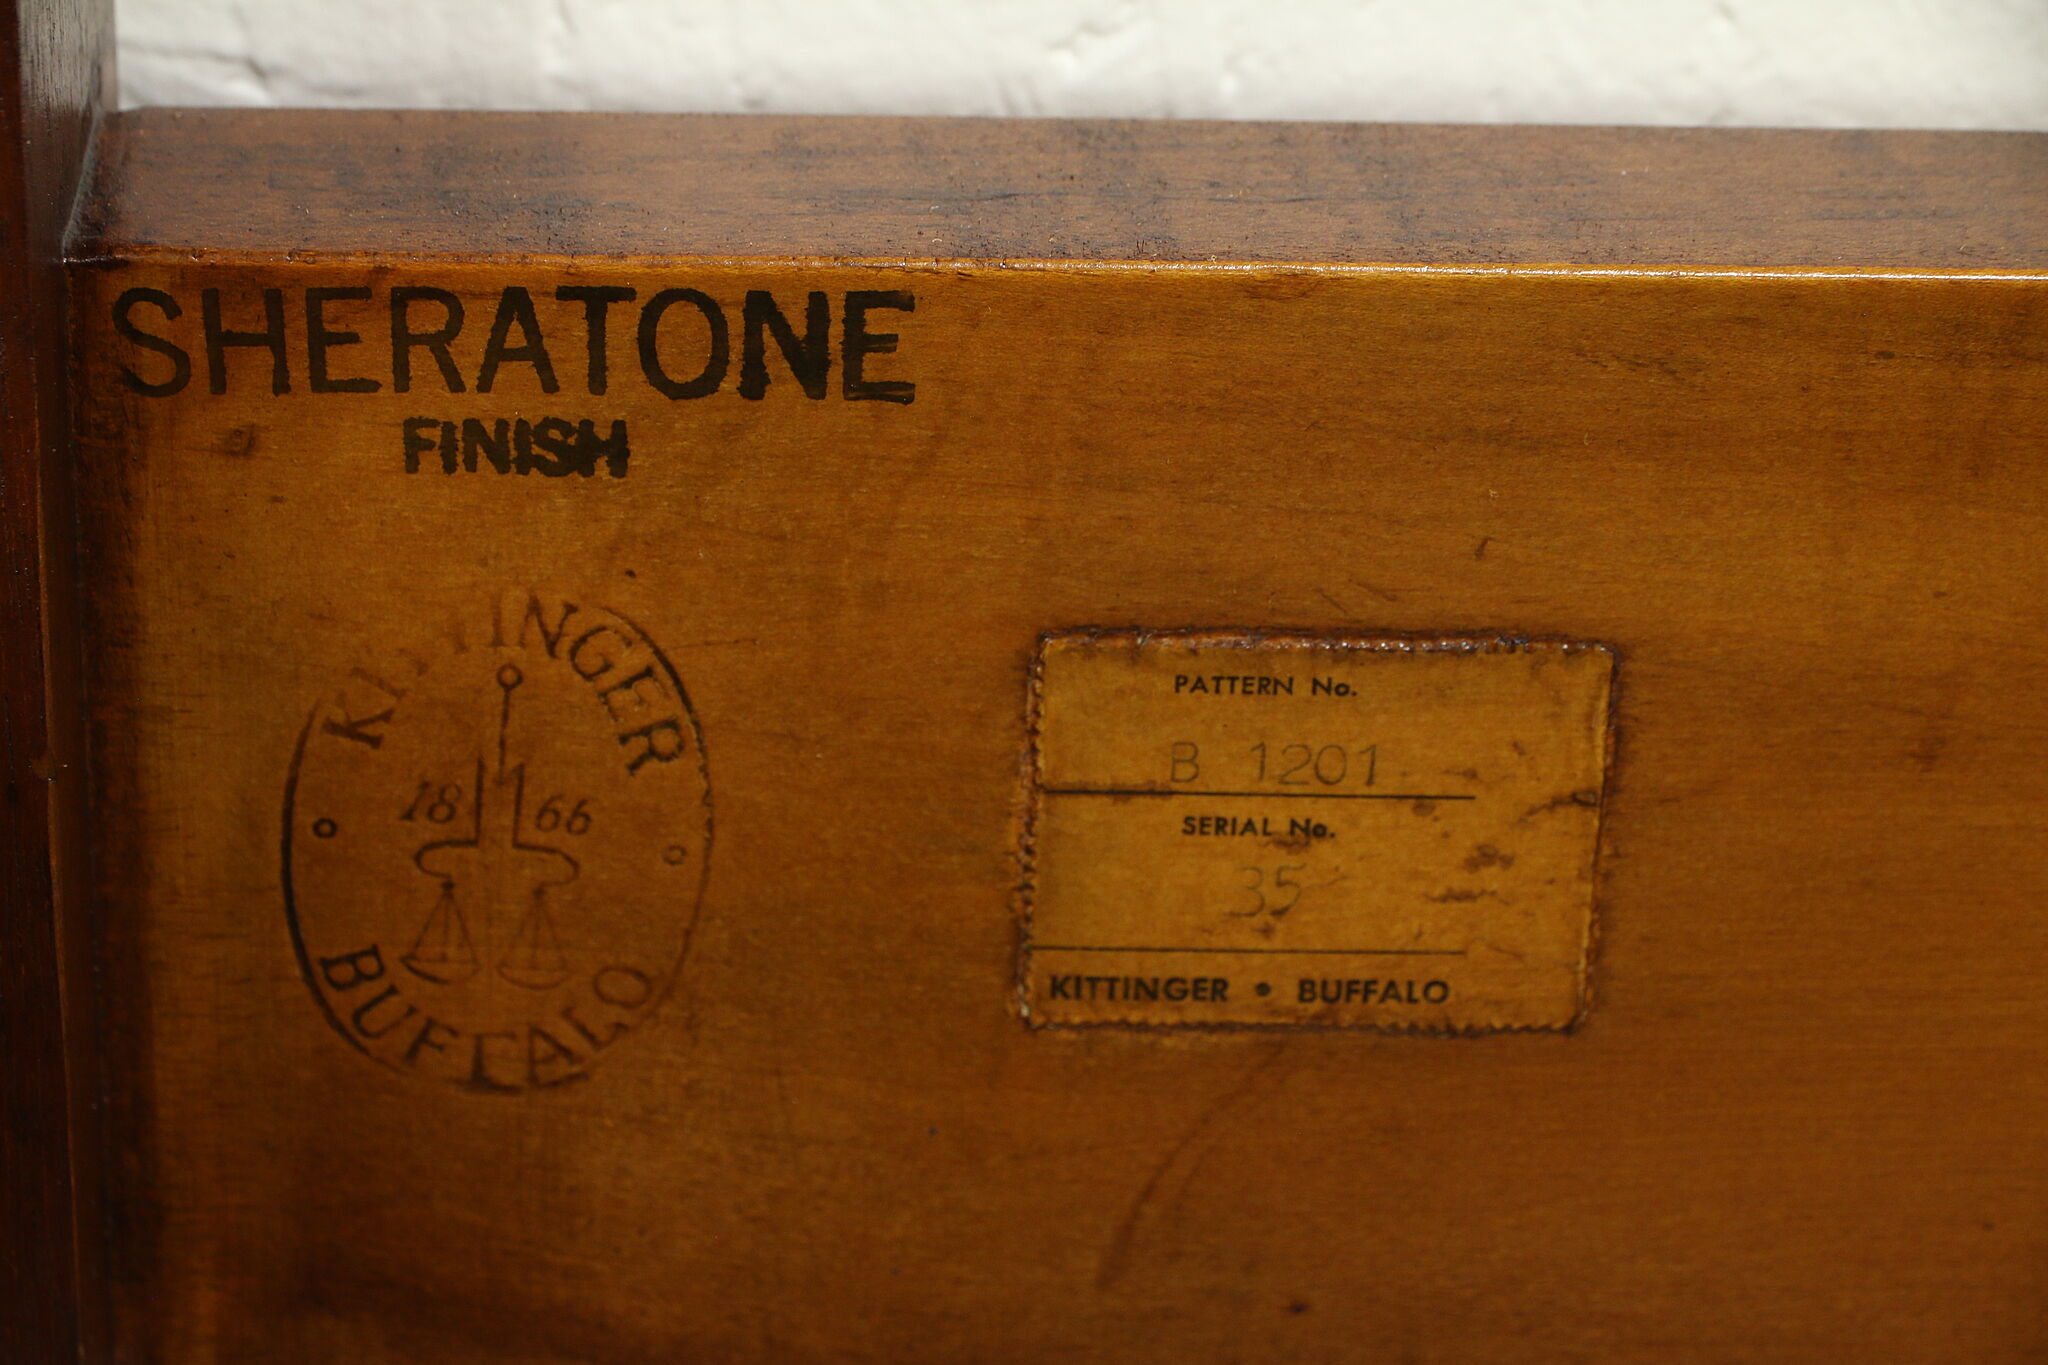 SHERATONE
FINISH
KITTINGER
18 66
BUFFALO
PATTERN No.
B 1201
SERIAL No.
35
KITTINGER • BUFFALO